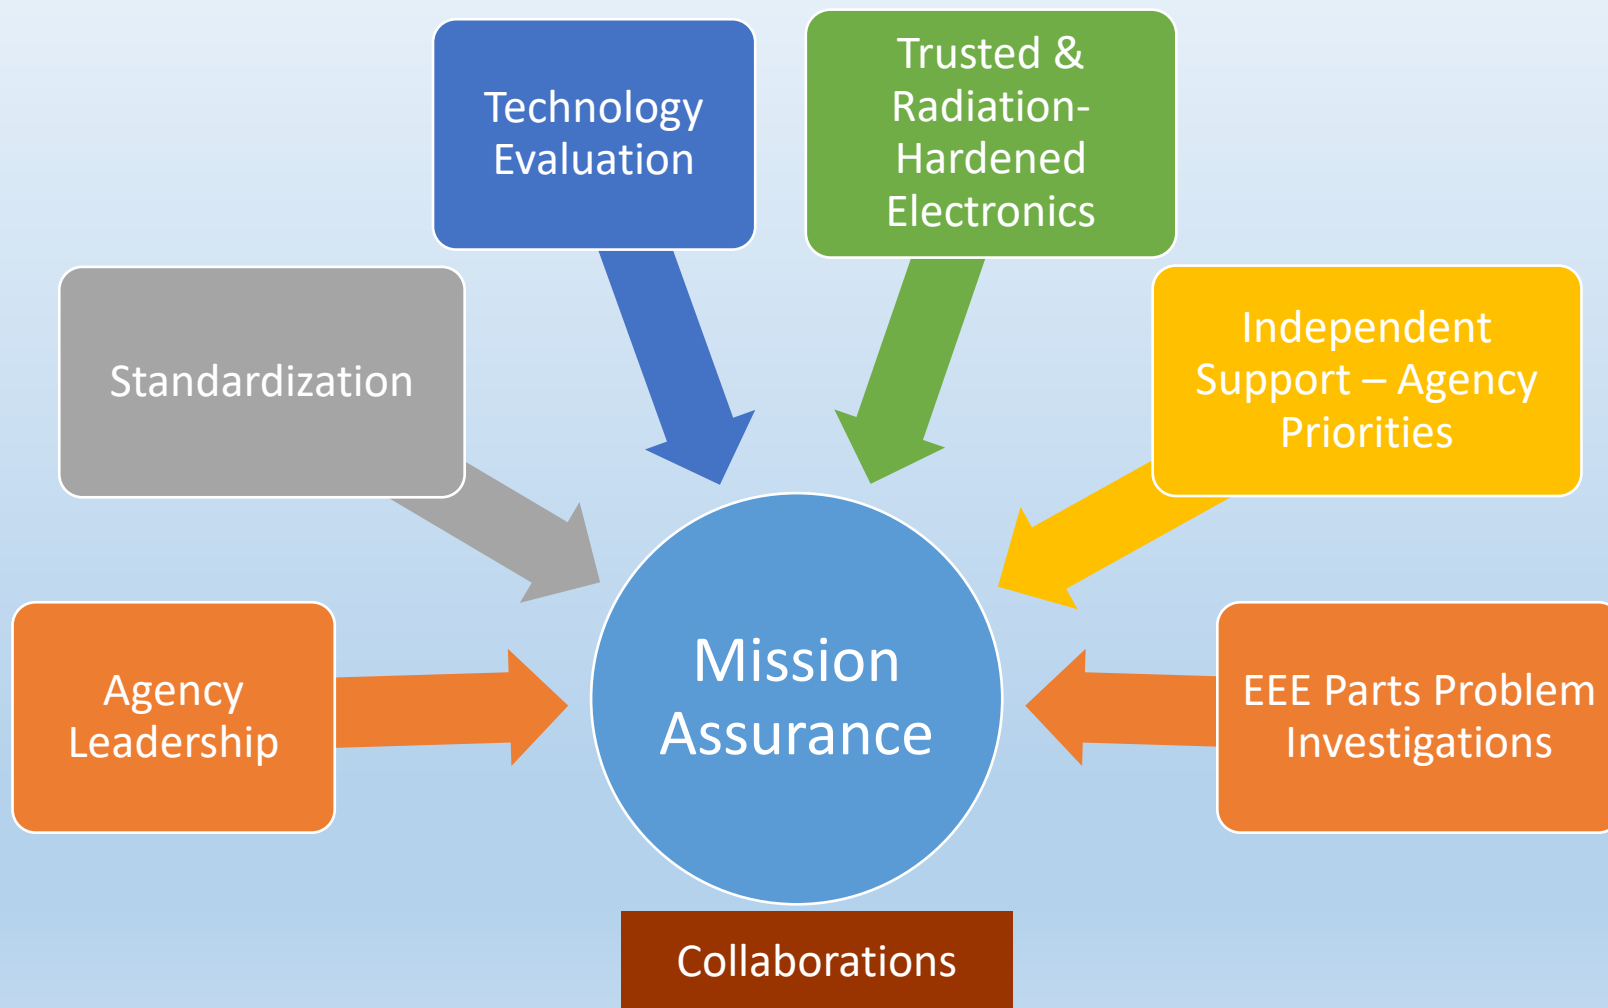 Technology
Evaluation
Trusted &
Radiation-
Hardened
Electronics
Standardization
Independent
Support – Agency
Priorities
Agency
Leadership
Mission
Assurance
EEE Parts Problem
Investigations
Collaborations